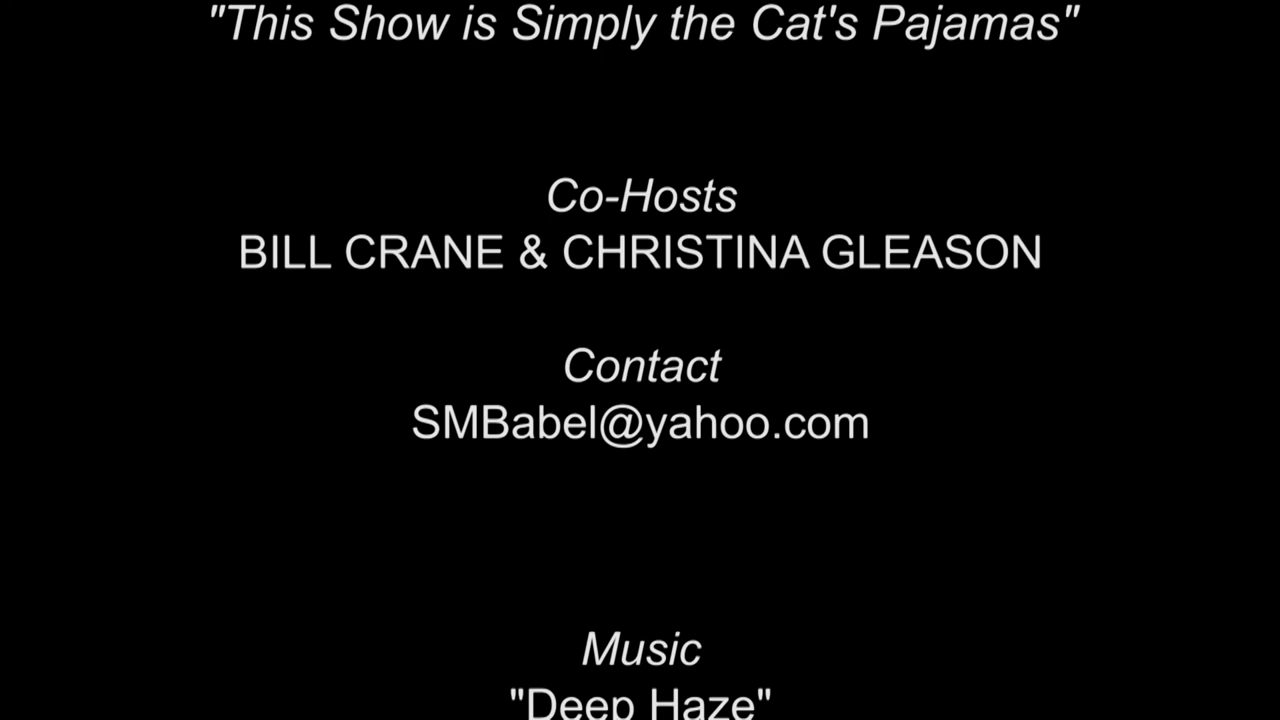 "This Show is Simply the Cat's Pajamas"
Co-Hosts
BILL CRANE & CHRISTINA GLEASON
Contact
SMBabel@yahoo.com
Music
"Deep Haze"